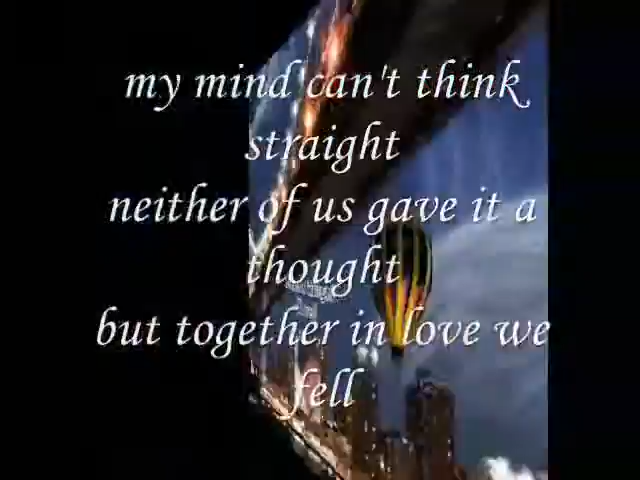 my mind can't think
straight
neither of us gave it a
thought
but together in love we
fell